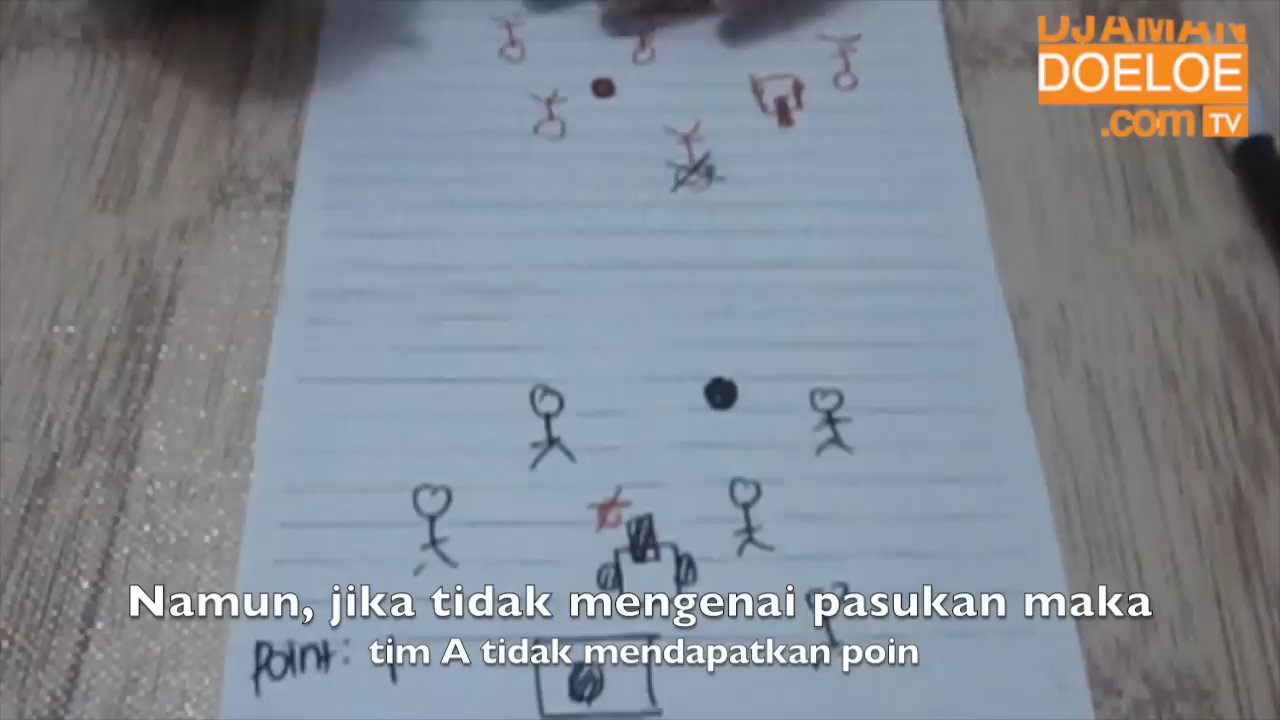 DJAMAN
DOELOE
.com TV
Namun, jika tidak mengenai pasukan maka
Point: tim A tidak mendapatkan poin